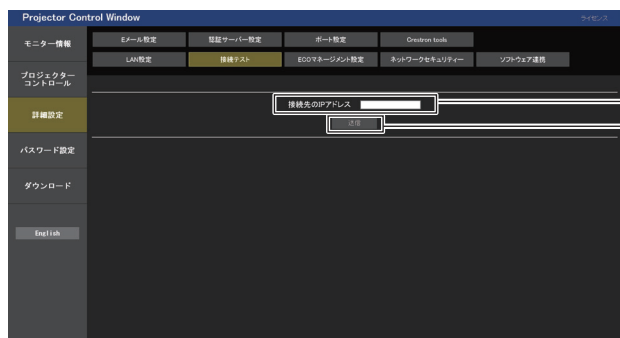 Projector Control Window
ライセンス
モニター情報
プロジェクター
コントロール
詳細設定
パスワード設定
ダウンロード
English
Eメール設定
認証サーバー設定
ポート設定
Crestron tools
LAN設定
接続テスト
ECOマネージメント設定
ネットワークセキュリティー
ソフトウェア連携
接続先のIPアドレス
送信